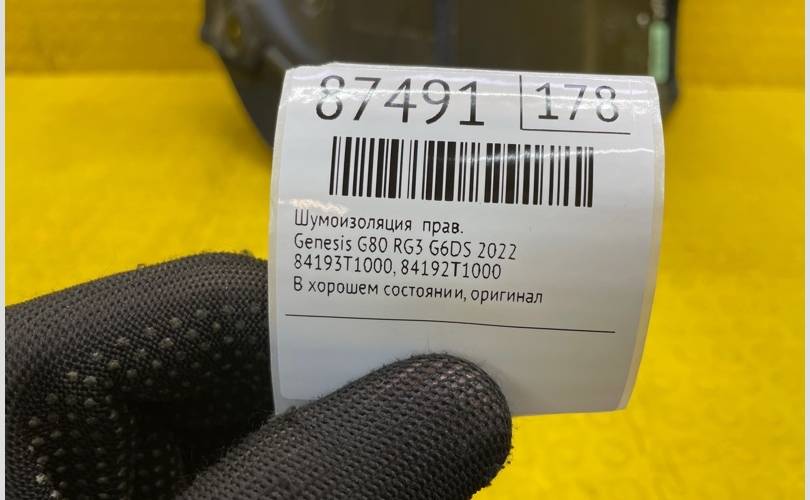 87491 178
Шумоизоляция прав.
Genesis G80 RG3 G6DS 2022
84193T1000, 84192T1000
В хорошем состоянии, оригинал